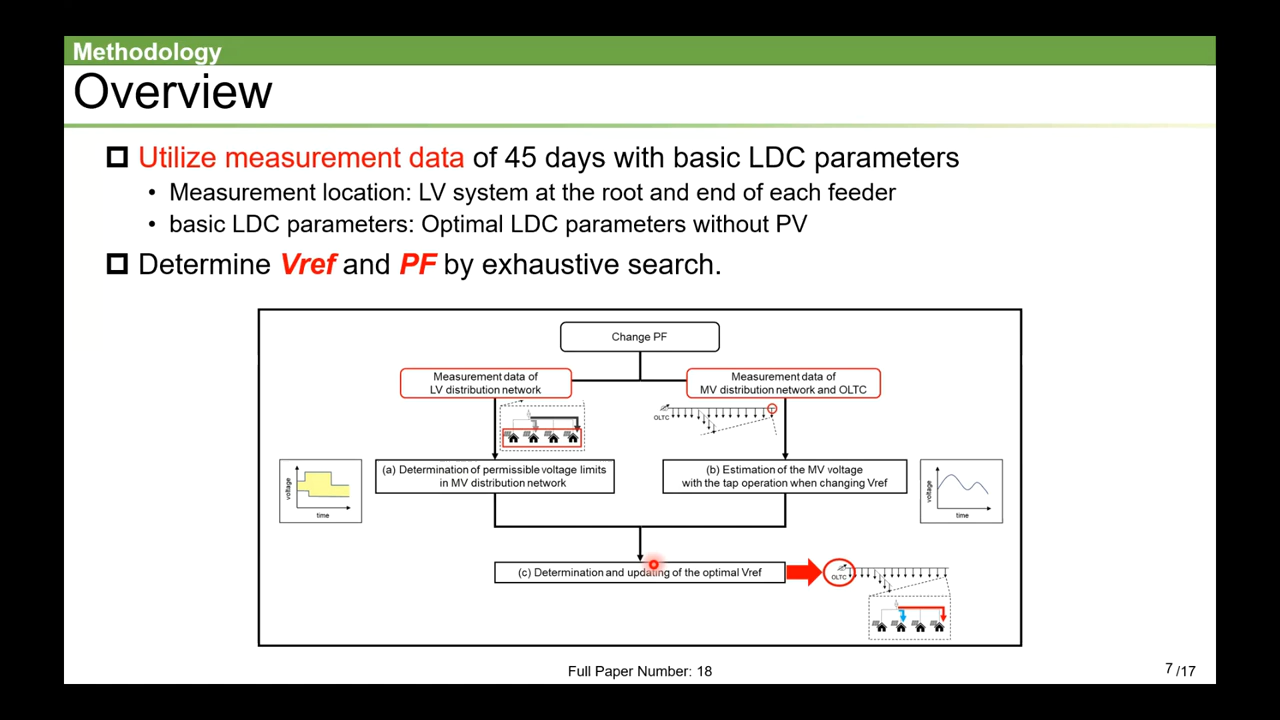 Methodology
Overview
Utilize measurement data of 45 days with basic LDC parameters
• Measurement location: LV system at the root and end of each feeder
• basic LDC parameters: Optimal LDC parameters without PV
Determine Vref and PF by exhaustive search.
Change PF
Measurement data of
LV distribution network
Measurement data of
MV distribution network and OLTC
OLTC
voltage
time
(a) Determination of permissible voltage limits
in MV distribution network
(b) Estimation of the MV voltage
with the tap operation when changing Vref
voltage
time
(c) Determination and updating of the optimal Vref
OLTC
Full Paper Number: 18
7 /17